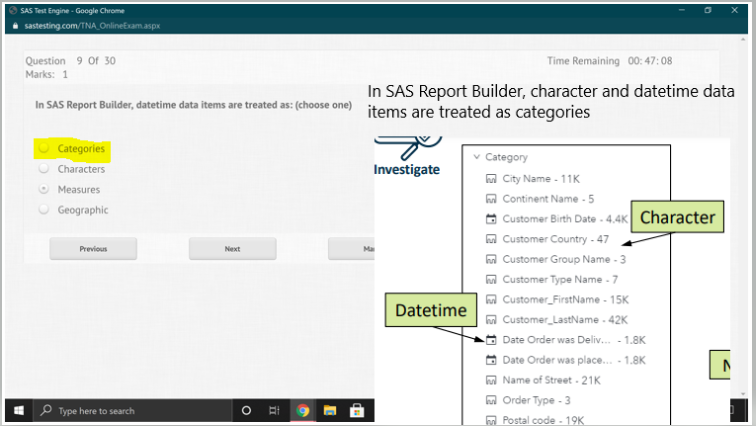 SAS Test Engine - Google Chrome
sastesting.com/TNA_OnlineExam.aspx
Question 9 Of 30
Time Remaining 00: 47: 08
Marks: 1
In SAS Report Builder, datetime data items are treated as: (choose one)
Categories
Characters
Measures
Geographic
Previous
Next
Ma
In SAS Report Builder, character and datetime data
items are treated as categories
Investigate
Category
City Name - 11K
Continent Name - 5
Customer Birth Date - 4.4K
Customer Country - 47
Customer Group Name - 3
Customer Type Name - 7
Customer_FirstName - 15K
Customer_LastName - 42K
Date Order was Deliv... - 1.8K
Date Order was place... - 1.8K
Name of Street - 21K
Order Type - 3
Postal code - 19K
Character
Datetime
N
Type here to search